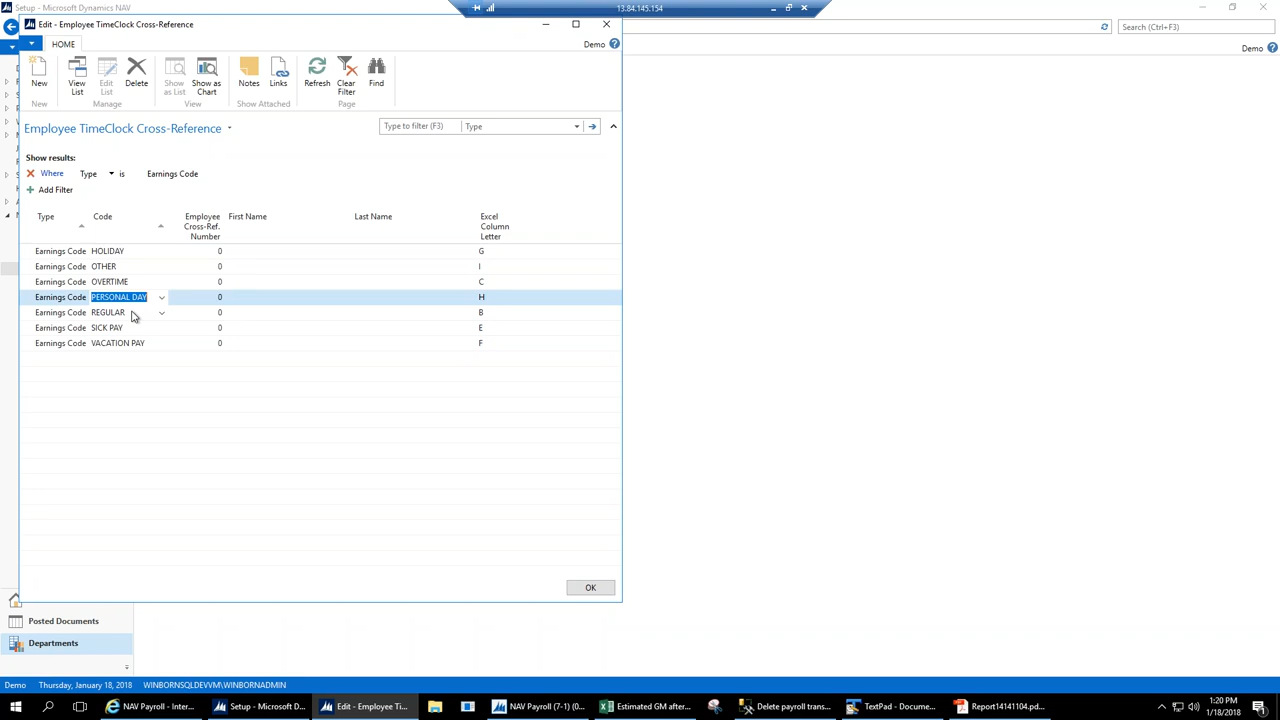 Setup - Microsoft Dynamics NAV
13.84.145.154
Edit - Employee TimeClock Cross-Reference
Search (Ctrl+F3)
HOME
Demo
Demo
New
View List
Edit List
Delete
Show as List
Show as Chart
Notes
Links
Refresh
Clear Filter
Find
New
Manage
View
Show Attached
Page
Employee TimeClock Cross-Reference
Type to filter (F3)
Type
Show results:
Where Type is Earnings Code
Add Filter
Type Code Employee Cross-Ref. Number First Name Last Name Excel Column Letter
Earnings Code HOLIDAY 0 G
Earnings Code OTHER 0 I
Earnings Code OVERTIME 0 C
Earnings Code PERSONAL DAY 0 H
Earnings Code REGULAR 0 B
Earnings Code SICK PAY 0 E
Earnings Code VACATION PAY 0 F
OK
Posted Documents
Departments
Demo Thursday, January 18, 2018 WINBORNSQLDEVVM\WINBORNADMIN
NAV Payroll - Inter...
Setup - Microsoft D...
Edit - Employee Ti...
NAV Payroll (7-1) (0...
Estimated GM after...
Delete payroll trans...
TextPad - Docume...
Report14141104.pd...
1:20 PM
1/18/2018